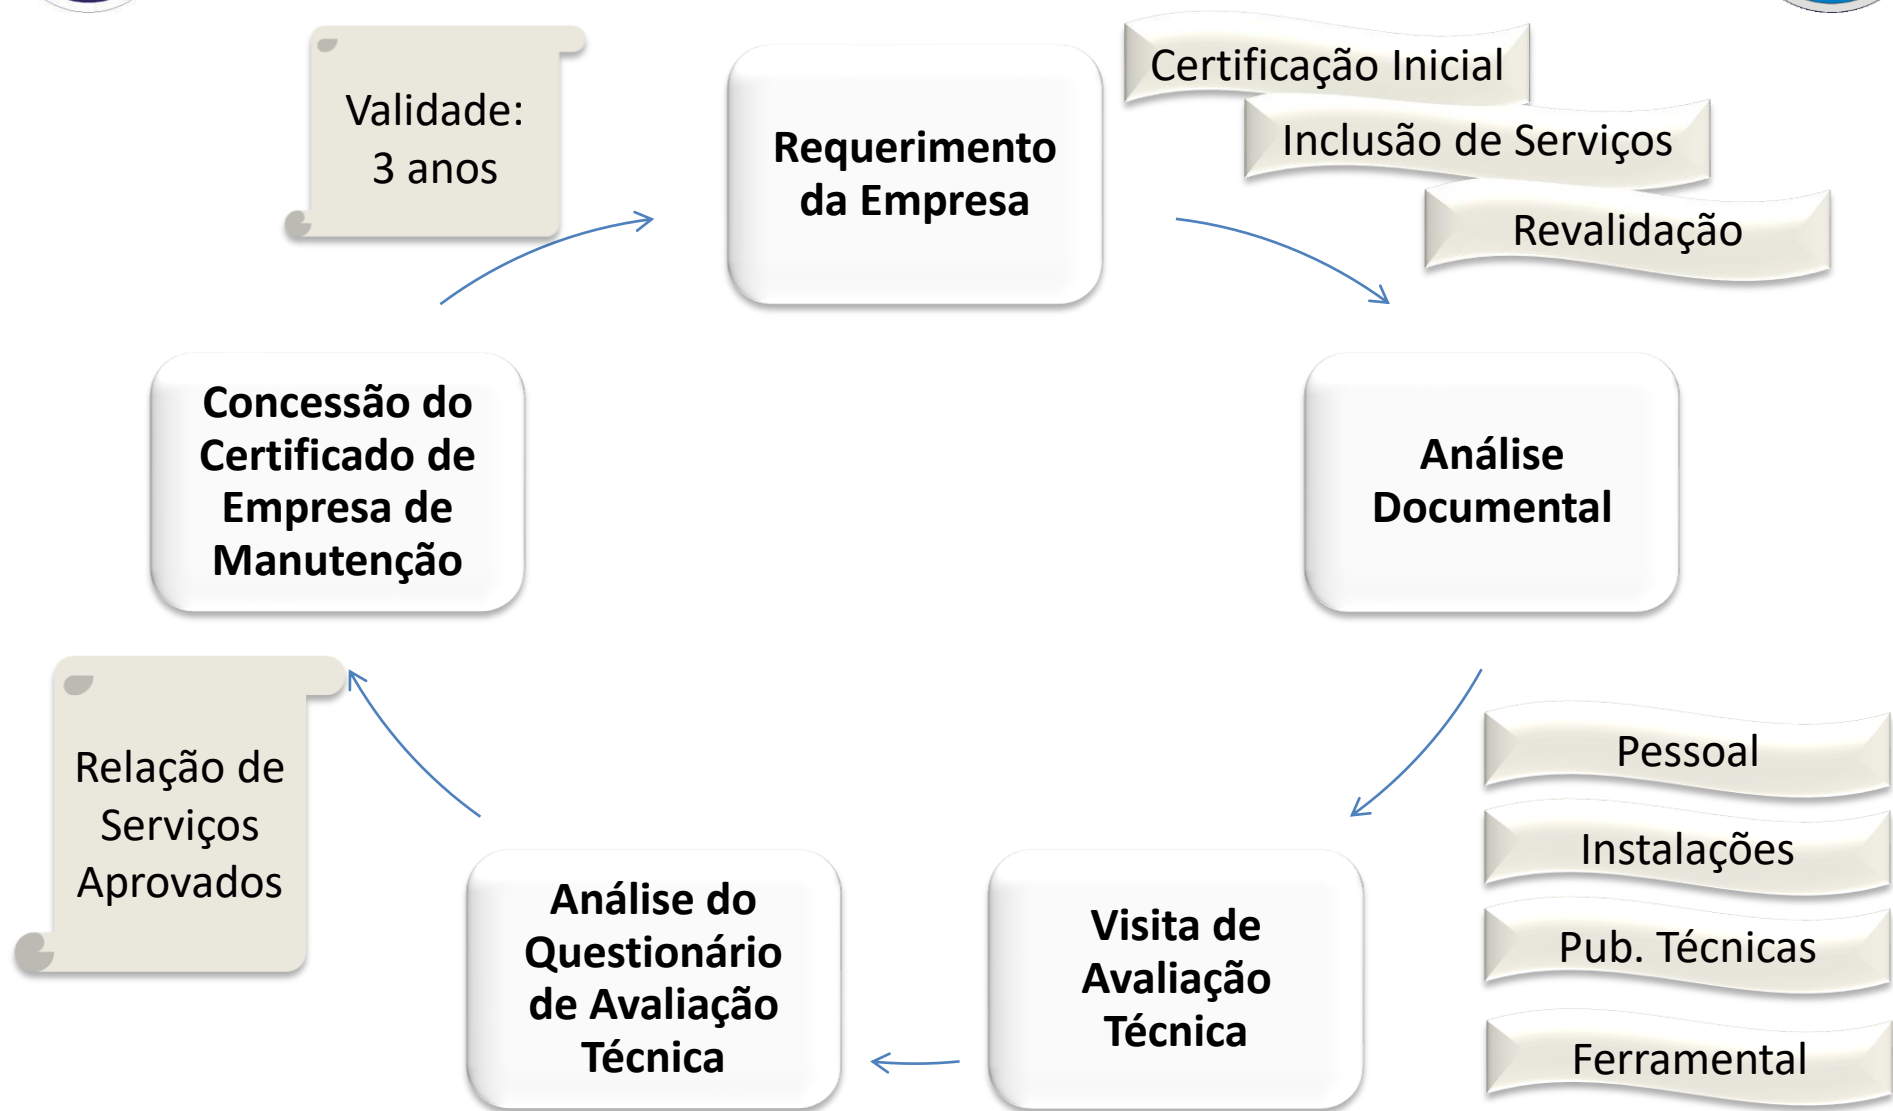 Validade:
3 anos
Requerimento
da Empresa
Certificação Inicial
Inclusão de Serviços
Revalidação
Análise
Documental
Pessoal
Instalações
Pub. Técnicas
Ferramental
Visita de
Avaliação
Técnica
Análise do
Questionário
de Avaliação
Técnica
Relação de
Serviços
Aprovados
Concessão do
Certificado de
Empresa de
Manutenção